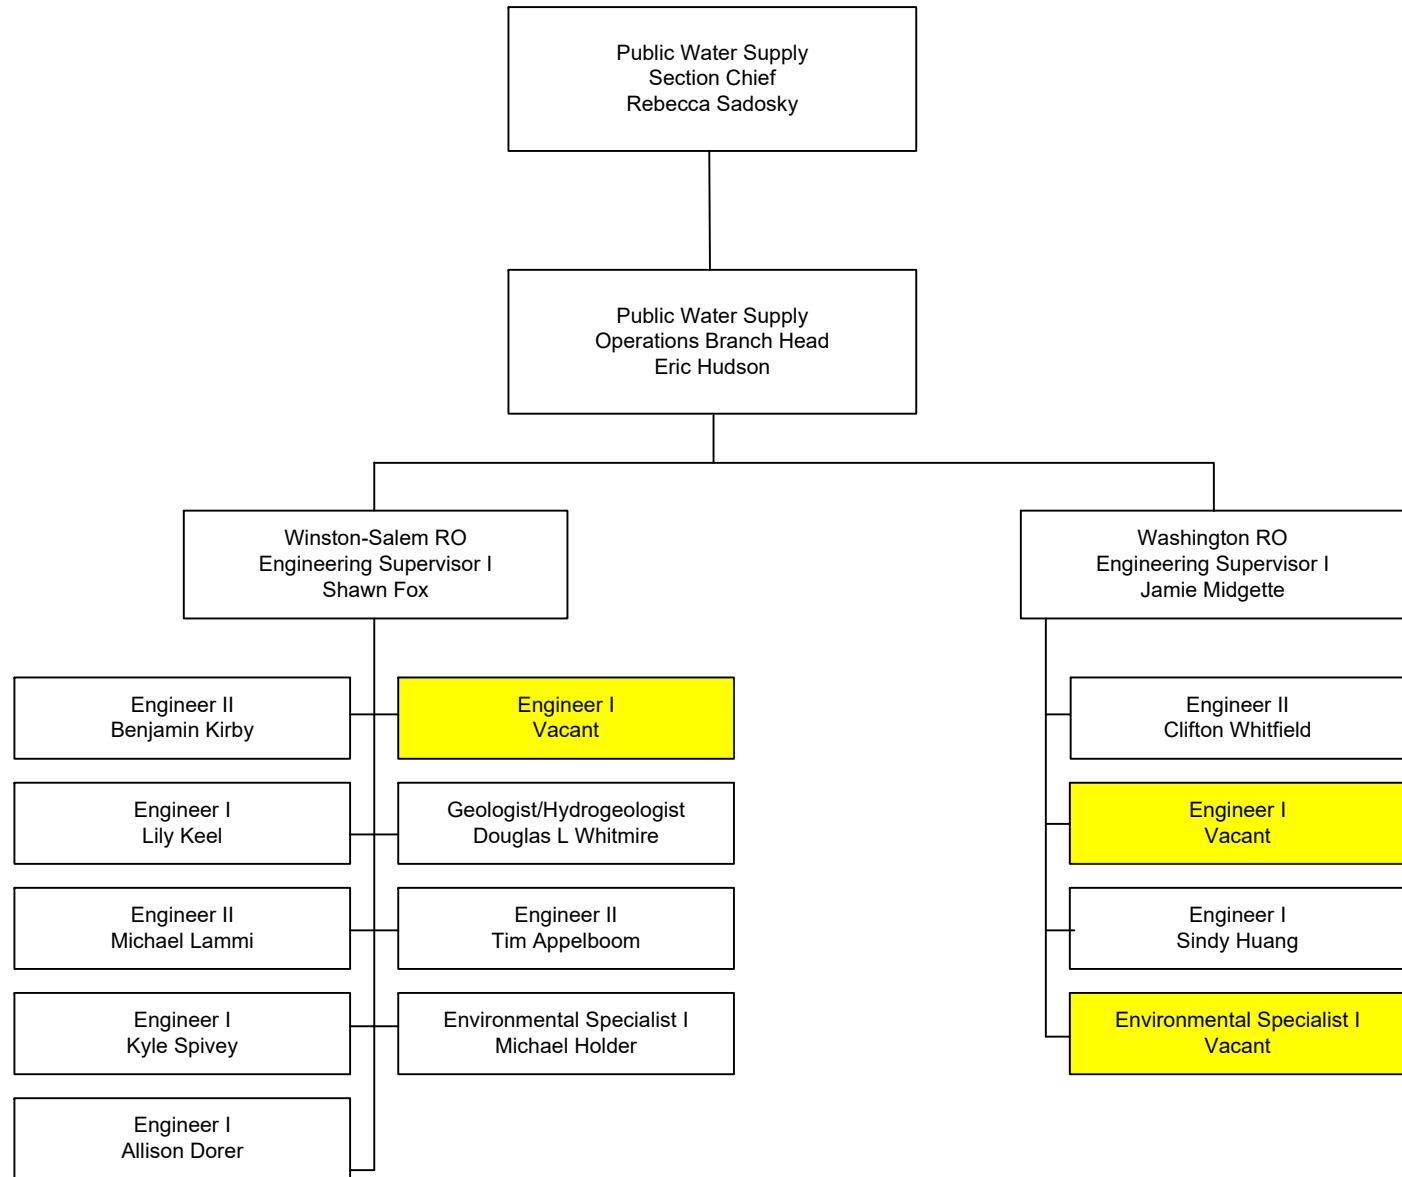 Public Water Supply
Section Chief
Rebecca Sadosky
Public Water Supply
Operations Branch Head
Eric Hudson
Winston-Salem RO
Engineering Supervisor I
Shawn Fox
Washington RO
Engineering Supervisor I
Jamie Midgette
Engineer II
Benjamin Kirby
Engineer I
Vacant
Engineer II
Clifton Whitfield
Engineer I
Lily Keel
Geologist/Hydrogeologist
Douglas L Whitmire
Engineer I
Vacant
Engineer II
Michael Lammi
Engineer II
Tim Appelboom
Engineer I
Sindy Huang
Engineer I
Kyle Spivey
Environmental Specialist I
Michael Holder
Environmental Specialist I
Vacant
Engineer I
Allison Dorer